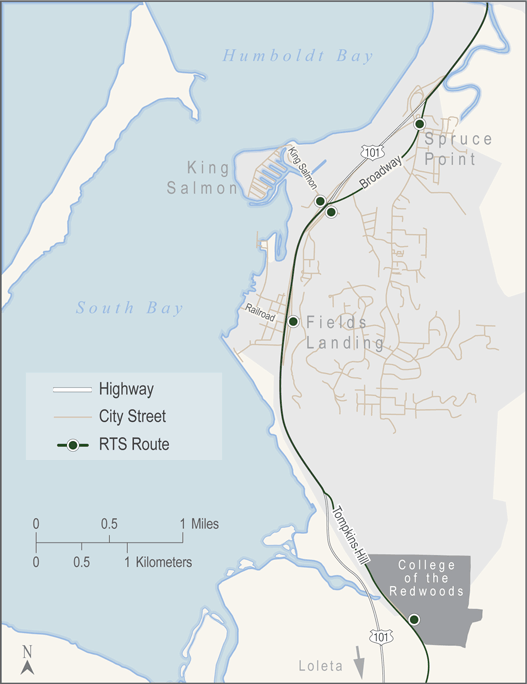 Humboldt Bay
King
Salmon
King Salmon
101
Broadway
Spruce
Point
South Bay
Railroad
Fields
Landing
Highway
City Street
RTS Route
0 0.5 1 Miles
0 0.5 1 Kilometers
Tompkins-Hill
College
of the
Redwoods
101
N
Loleta